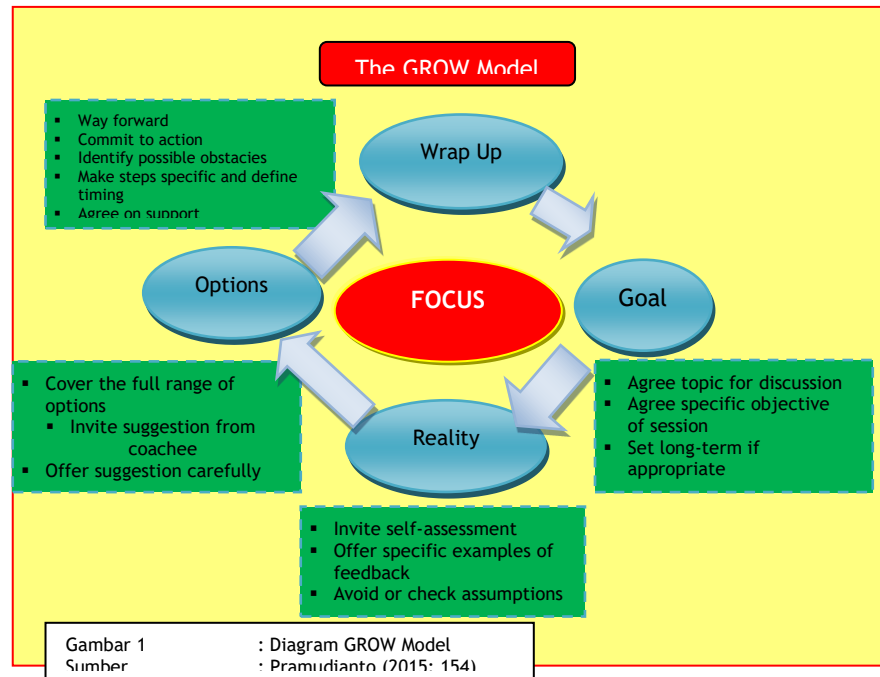 The GROW Model
▪ Way forward
▪ Commit to action
▪ Identify possible obstacies
▪ Make steps specific and define
timing
▪ Agree on support
Wrap Up
Options
FOCUS
Goal
▪ Cover the full range of
options
▪ Invite suggestion from
coachee
▪ Offer suggestion carefully
Reality
▪ Agree topic for discussion
▪ Agree specific objective
of session
▪ Set long-term if
appropriate
▪ Invite self-assessment
▪ Offer specific examples of
feedback
▪ Avoid or check assumptions
Gambar 1 : Diagram GROW Model
Sumber : Pramudianto (2015: 154)